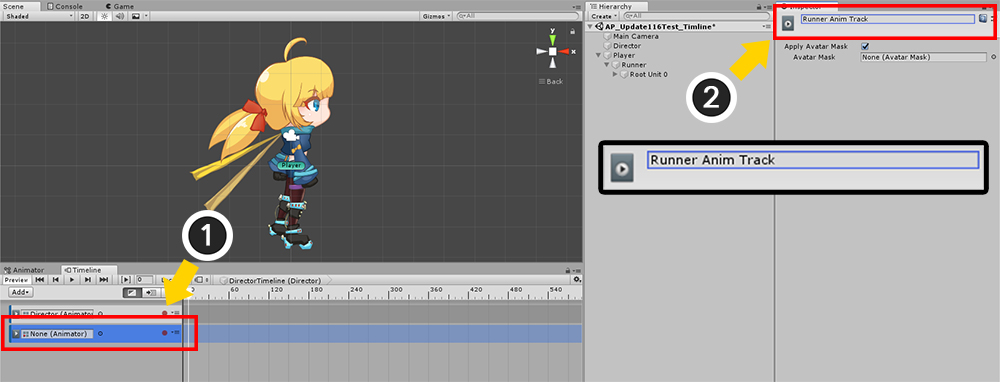 Scene
Shaded
2D
Gizmos
All
y
x
Back
Player
1
Animator
Timeline
Preview
0
DirectorTimeline (Director)
Add
0
60
120
180
240
300
360
420
480
540
Director (Animator)
None (Animator)
Console
Game
Hierarchy
Create
All
AP_Update116Test_Timline*
Main Camera
Director
Player
Runner
Root Unit 0
2
Runner Anim Track
Apply Avatar Mask
Avatar Mask
None (Avatar Mask)
Runner Anim Track